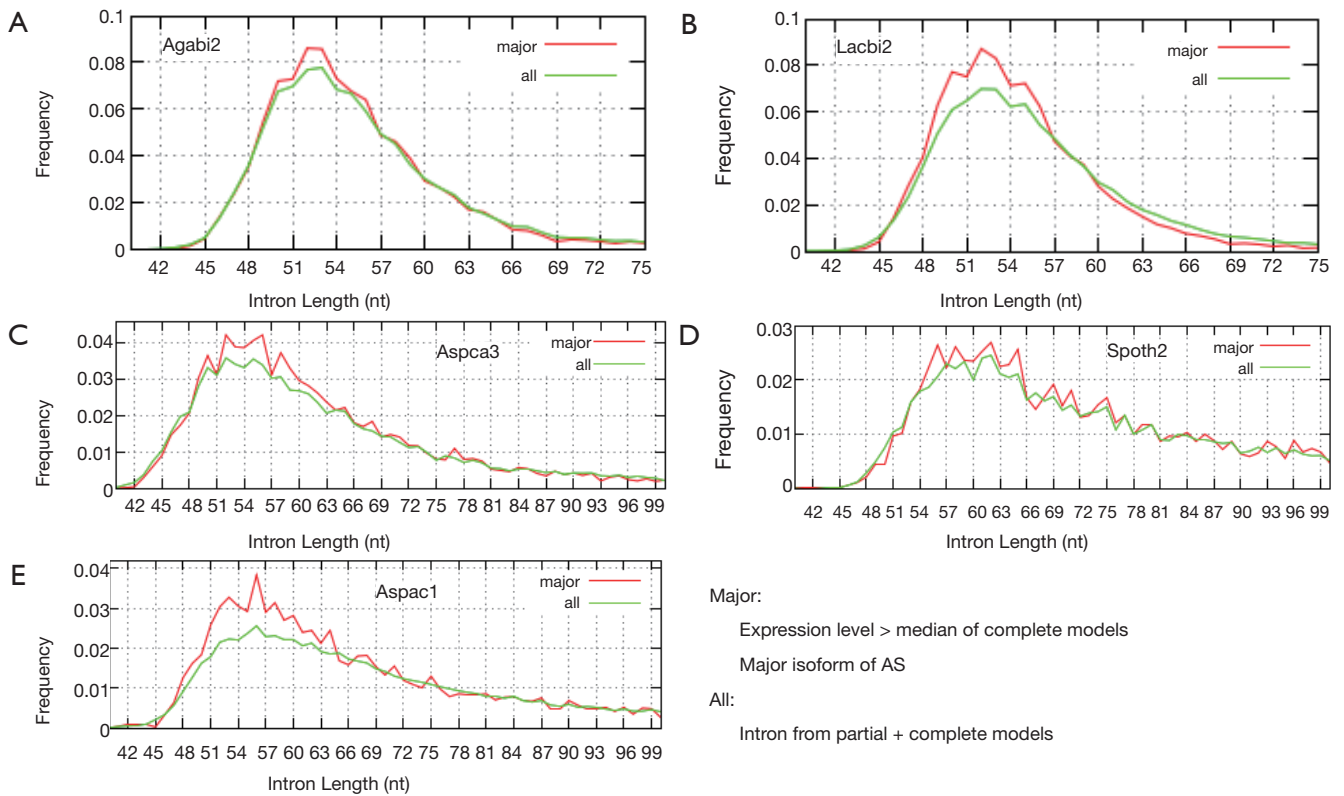 A
Agabi2
major
all
Frequency
0.1
0.08
0.06
0.04
0.02
0
42 45 48 51 54 57 60 63 66 69 72 75
Intron Length (nt)
B
Lacbi2
major
all
Frequency
0.1
0.08
0.06
0.04
0.02
0
42 45 48 51 54 57 60 63 66 69 72 75
Intron Length (nt)
C
Aspca3
major
all
Frequency
0.04
0.03
0.02
0.01
0
42 45 48 51 54 57 60 63 66 69 72 75 78 81 84 87 90 93 96 99
Intron Length (nt)
D
Spoth2
major
all
Frequency
0.03
0.02
0.01
0
42 45 48 51 54 57 60 63 66 69 72 75 78 81 84 87 90 93 96 99
Intron Length (nt)
E
Aspac1
major
all
Frequency
0.04
0.03
0.02
0.01
0
42 45 48 51 54 57 60 63 66 69 72 75 78 81 84 87 90 93 96 99
Intron Length (nt)
Major:
Expression level > median of complete models
Major isoform of AS
All:
Intron from partial + complete models